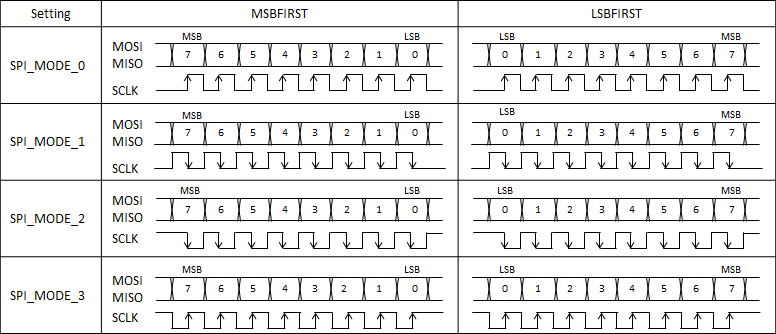 Setting MSBFIRST LSBFIRST
MSB LSB LSB MSB
SPI_MODE_0 MOSI MISO 7 6 5 4 3 2 1 0 0 1 2 3 4 5 6 7
SCLK
MSB LSB LSB MSB
SPI_MODE_1 MOSI MISO 7 6 5 4 3 2 1 0 0 1 2 3 4 5 6 7
SCLK
MSB LSB LSB MSB
SPI_MODE_2 MOSI MISO 7 6 5 4 3 2 1 0 0 1 2 3 4 5 6 7
SCLK
MSB LSB LSB MSB
SPI_MODE_3 MOSI MISO 7 6 5 4 3 2 1 0 0 1 2 3 4 5 6 7
SCLK